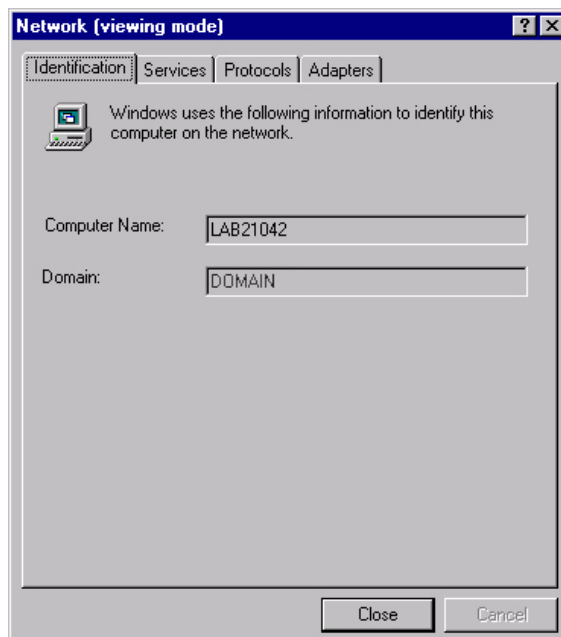 Network (viewing mode)
Identification Services Protocols Adapters
Windows uses the following information to identify this
computer on the network.
Computer Name: LAB21042
Domain: DOMAIN
Close Cancel